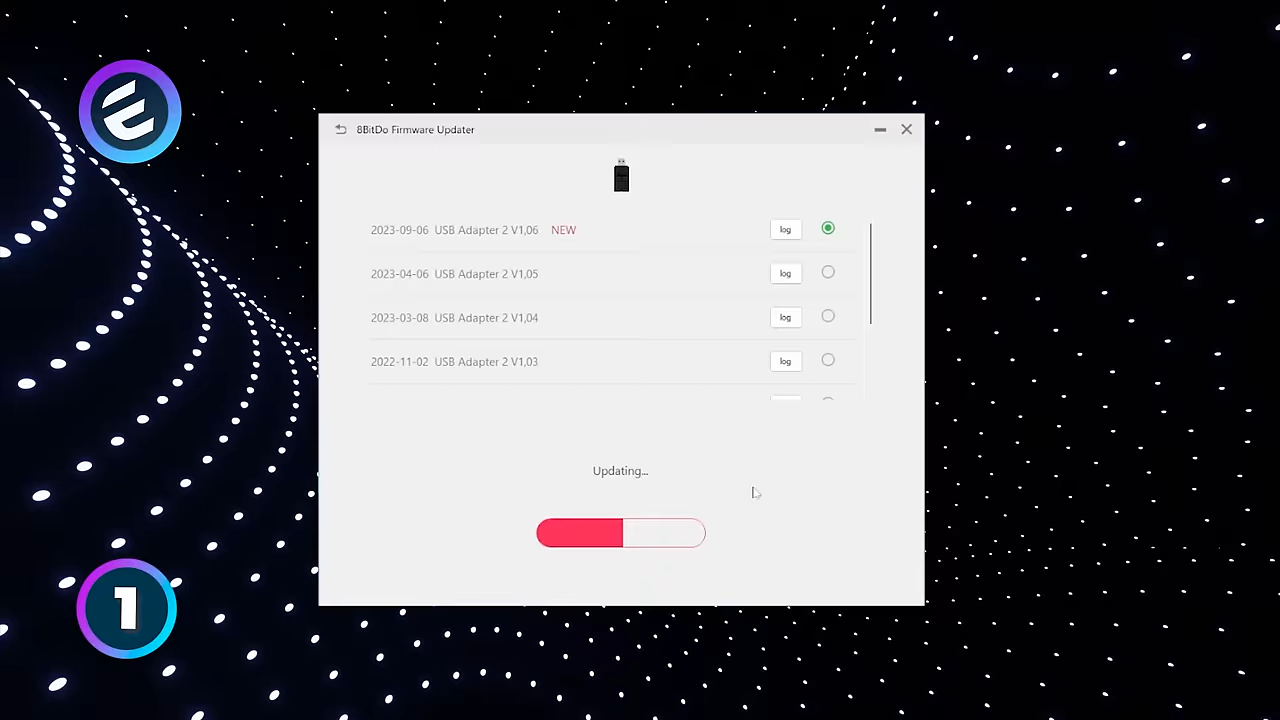 8BitDo Firmware Updater
2023-09-06 USB Adapter 2 V1,06 NEW log
2023-04-06 USB Adapter 2 V1,05 log
2023-03-08 USB Adapter 2 V1,04 log
2022-11-02 USB Adapter 2 V1,03 log
Updating...
1